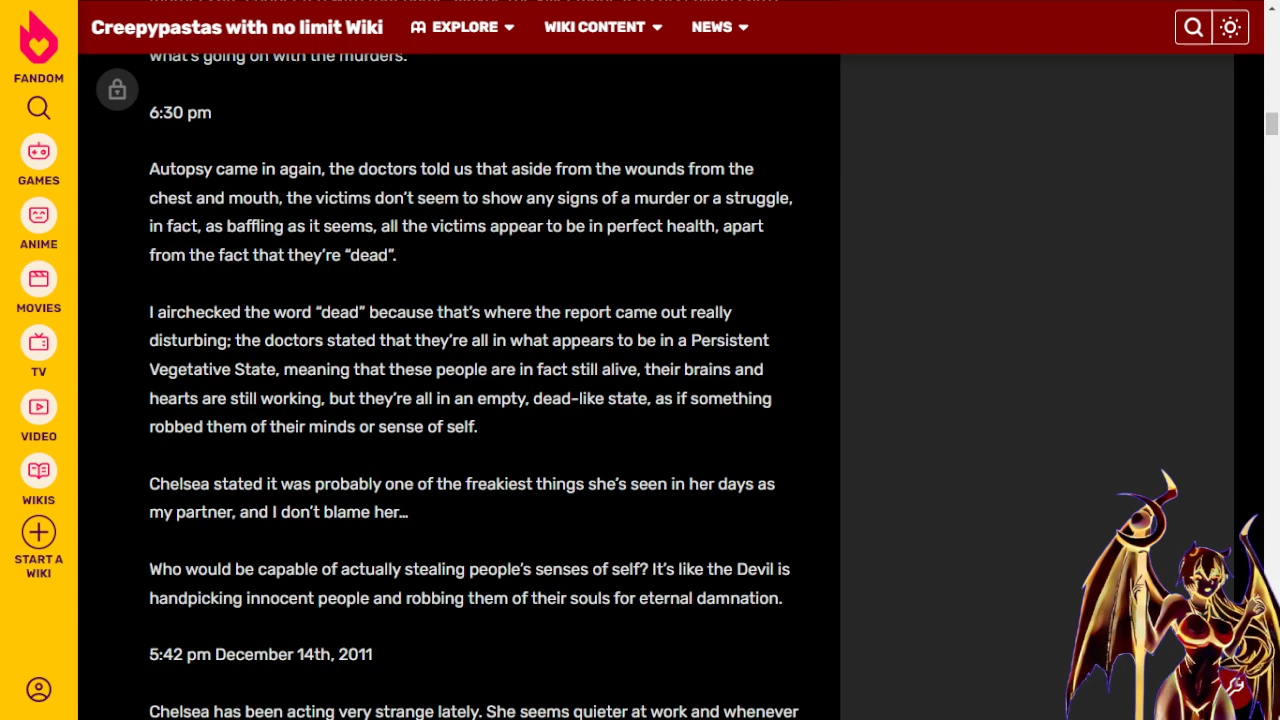 Creepypastas with no limit Wiki
EXPLORE
WIKI CONTENT
NEWS
FANDOM
GAMES
ANIME
MOVIES
TV
VIDEO
WIKIS
START A
WIKI
what's going on with the murders.
6:30 pm
Autopsy came in again, the doctors told us that aside from the wounds from the
chest and mouth, the victims don’t seem to show any signs of a murder or a struggle,
in fact, as baffling as it seems, all the victims appear to be in perfect health, apart
from the fact that they’re “dead”.
I airchecked the word “dead” because that’s where the report came out really
disturbing; the doctors stated that they’re all in what appears to be in a Persistent
Vegetative State, meaning that these people are in fact still alive, their brains and
hearts are still working, but they’re all in an empty, dead-like state, as if something
robbed them of their minds or sense of self.
Chelsea stated it was probably one of the freakiest things she’s seen in her days as
my partner, and I don’t blame her…
Who would be capable of actually stealing people’s senses of self? It’s like the Devil is
handpicking innocent people and robbing them of their souls for eternal damnation.
5:42 pm December 14th, 2011
Chelsea has been acting very strange lately. She seems quieter at work and whenever